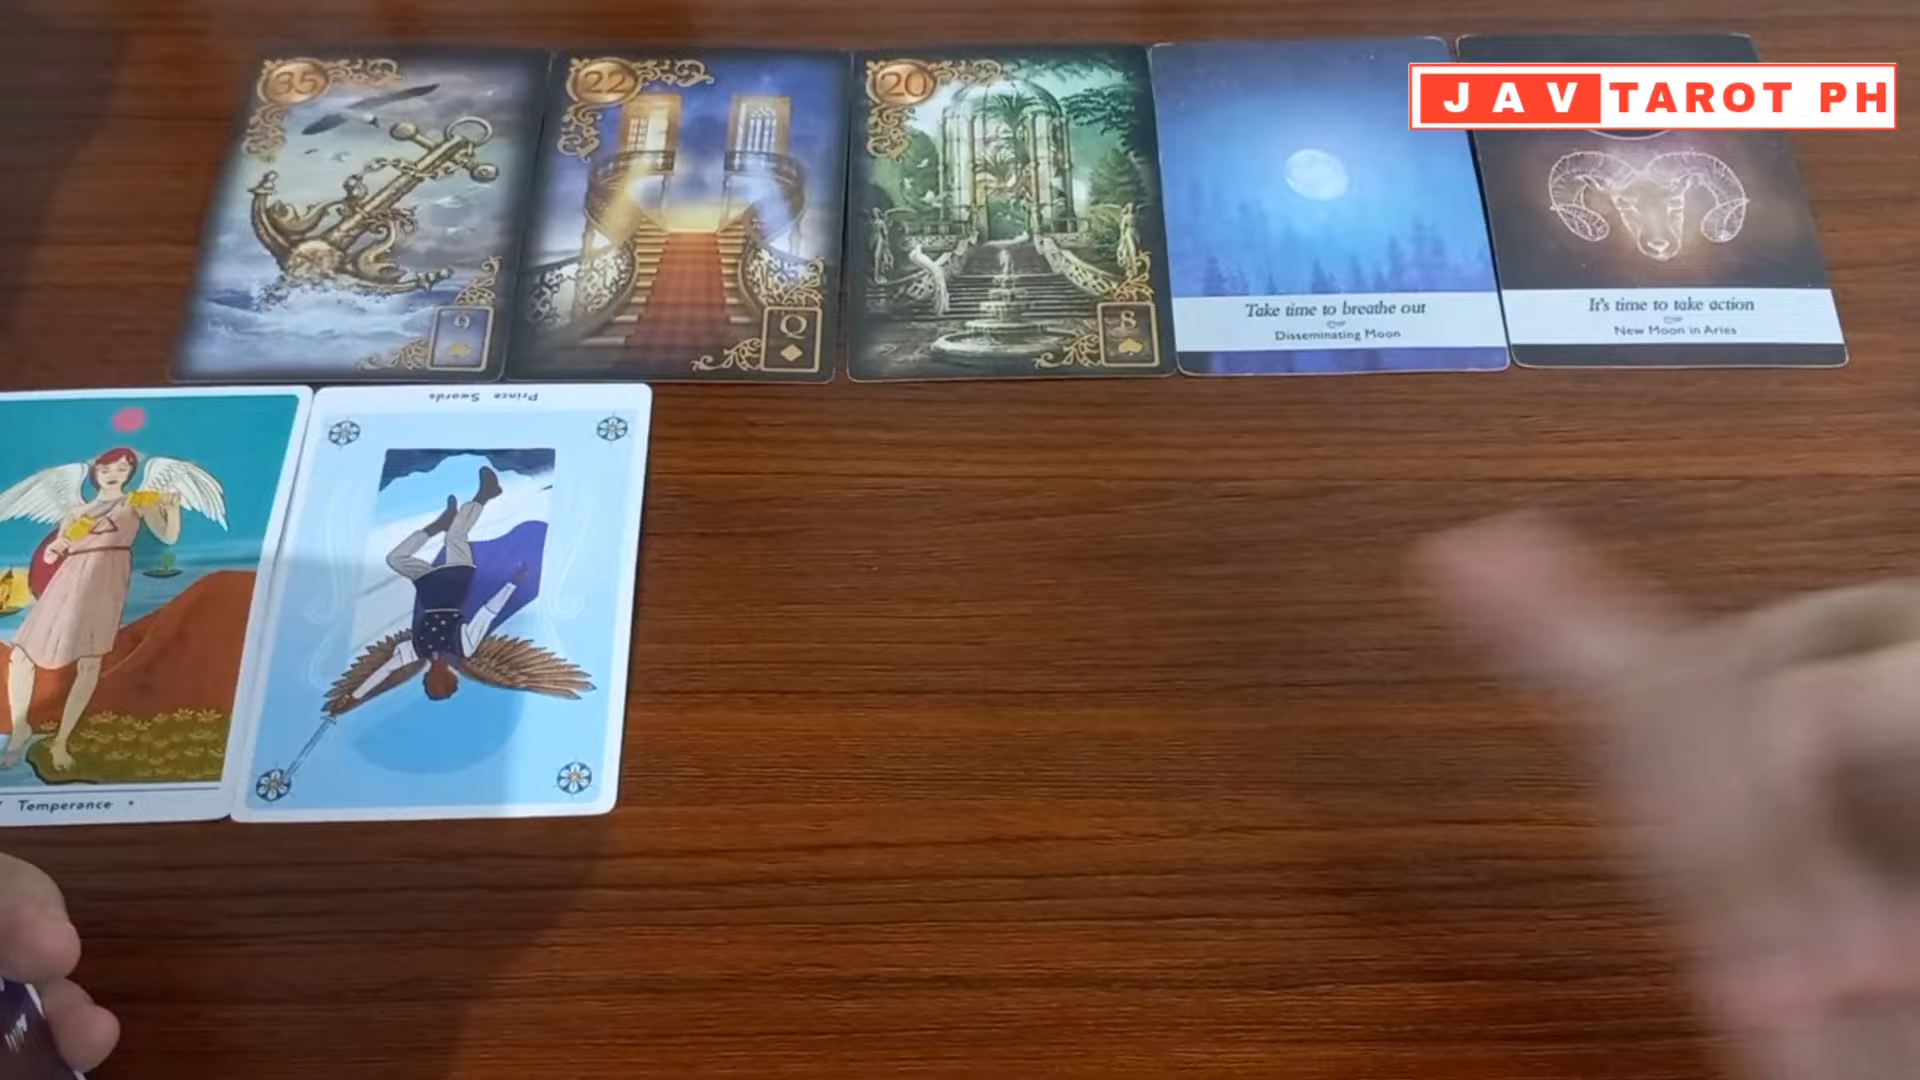 35
22
20
JAV TAROT PH
9
Q
8
Take time to breathe out
Disseminating Moon
It's time to take action
New Moon in Aries
Prince Swords
Temperance